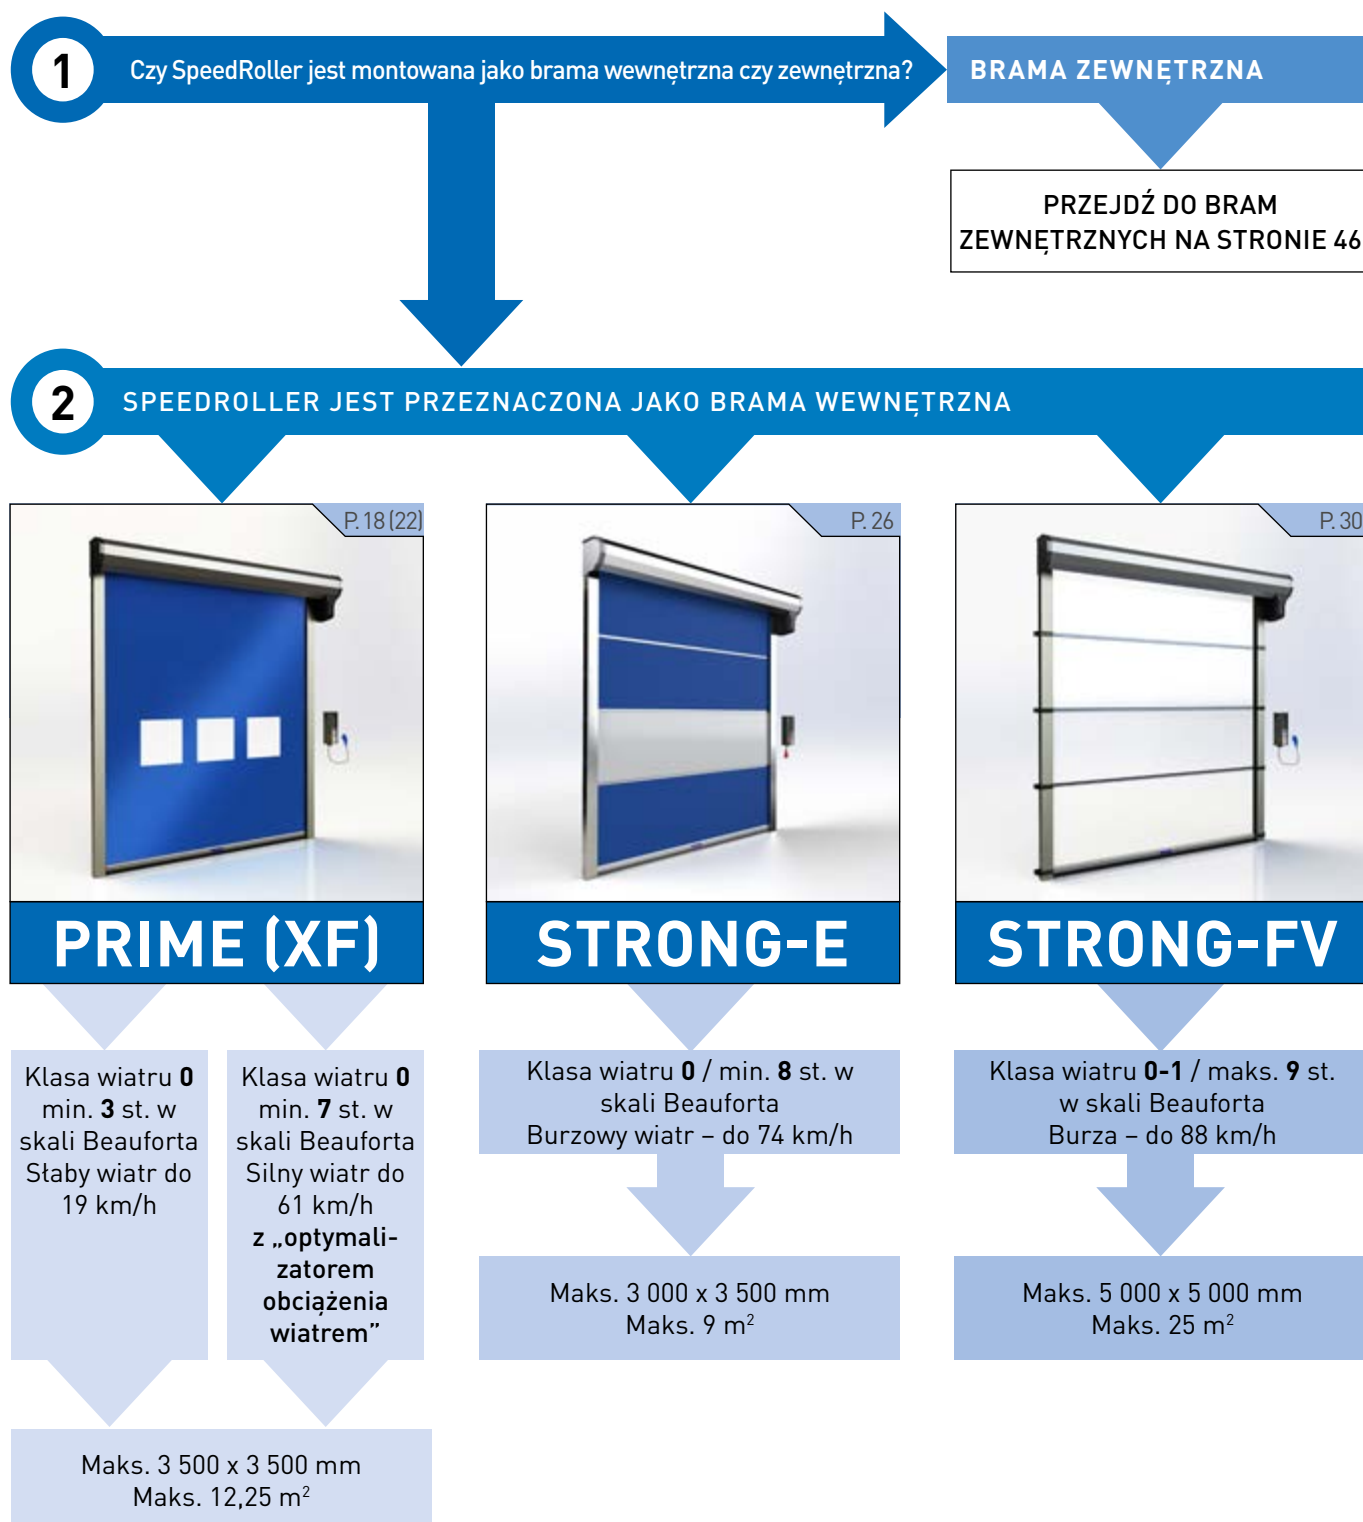 1
Czy SpeedRoller jest montowana jako brama wewnętrzna czy zewnętrzna?
BRAMA ZEWNĘTRZNA
PRZEJDŹ DO BRAM
ZEWNĘTRZNYCH NA STRONIE 46
2
SPEEDROLLER JEST PRZEZNACZONA JAKO BRAMA WEWNĘTRZNA
P. 18 (22)
PRIME (XF)
Klasa wiatru 0
min. 3 st. w
skali Beauforta
Słaby wiatr do
19 km/h
Klasa wiatru 0
min. 7 st. w
skali Beauforta
Silny wiatr do
61 km/h
z „optymali-
zatorem
obciążenia
wiatrem”
Maks. 3 500 x 3 500 mm
Maks. 12,25 m²
P. 26
STRONG-E
Klasa wiatru 0 / min. 8 st. w
skali Beauforta
Burzowy wiatr – do 74 km/h
Maks. 3 000 x 3 500 mm
Maks. 9 m²
P. 30
STRONG-FV
Klasa wiatru 0-1 / maks. 9 st.
w skali Beauforta
Burza – do 88 km/h
Maks. 5 000 x 5 000 mm
Maks. 25 m²